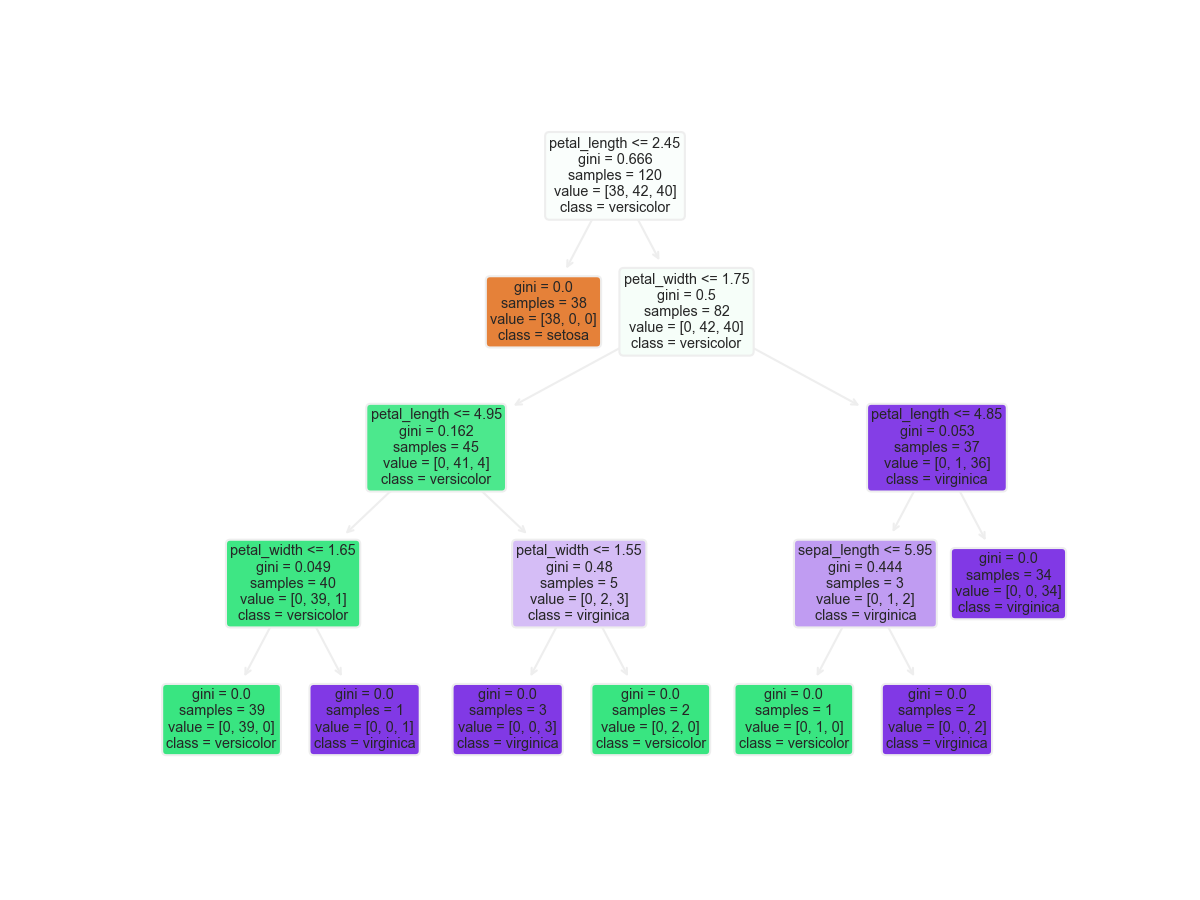 petal_length <= 2.45
gini = 0.666
samples = 120
value = [38, 42, 40]
class = versicolor
gini = 0.0
samples = 38
value = [38, 0, 0]
class = setosa
petal_width <= 1.75
gini = 0.5
samples = 82
value = [0, 42, 40]
class = versicolor
petal_length <= 4.95
gini = 0.162
samples = 45
value = [0, 41, 4]
class = versicolor
petal_length <= 4.85
gini = 0.053
samples = 37
value = [0, 1, 36]
class = virginica
petal_width <= 1.65
gini = 0.049
samples = 40
value = [0, 39, 1]
class = versicolor
petal_width <= 1.55
gini = 0.48
samples = 5
value = [0, 2, 3]
class = virginica
sepal_length <= 5.95
gini = 0.444
samples = 3
value = [0, 1, 2]
class = virginica
gini = 0.0
samples = 34
value = [0, 0, 34]
class = virginica
gini = 0.0
samples = 39
value = [0, 39, 0]
class = versicolor
gini = 0.0
samples = 1
value = [0, 0, 1]
class = virginica
gini = 0.0
samples = 3
value = [0, 0, 3]
class = virginica
gini = 0.0
samples = 2
value = [0, 2, 0]
class = versicolor
gini = 0.0
samples = 1
value = [0, 1, 0]
class = versicolor
gini = 0.0
samples = 2
value = [0, 0, 2]
class = virginica